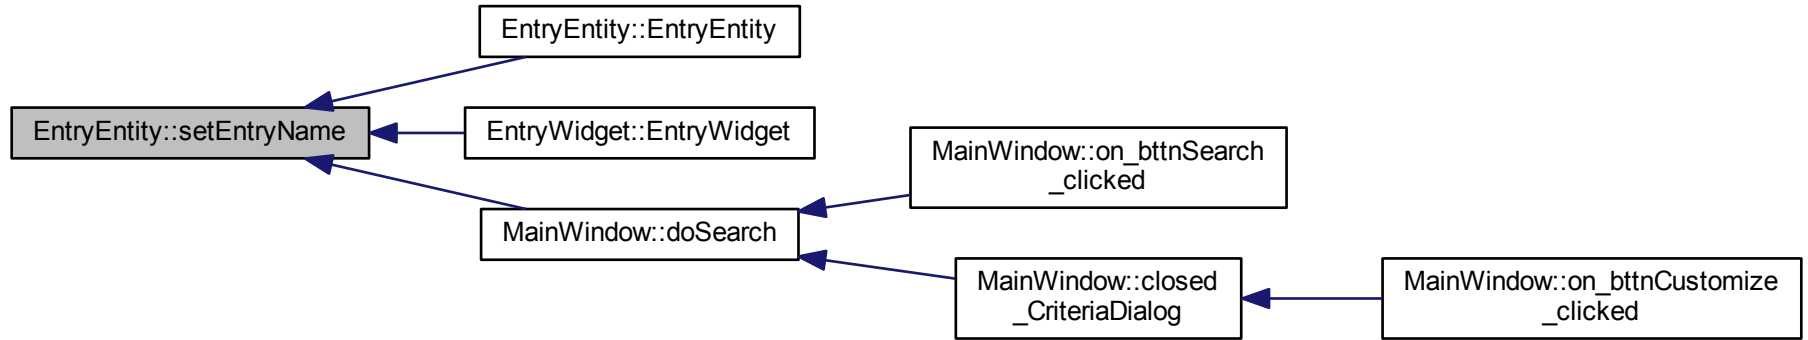 EntryEntity::EntryEntity
EntryEntity::setEntryName
EntryWidget::EntryWidget
MainWindow::on_bttnSearch
_clicked
MainWindow::doSearch
MainWindow::closed
_CriteriaDialog
MainWindow::on_bttnCustomize
_clicked